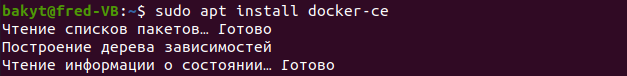 bakyt@fred-VB:~$ sudo apt install docker-ce
Чтение списков пакетов… Готово
Построение дерева зависимостей
Чтение информации о состоянии… Готово